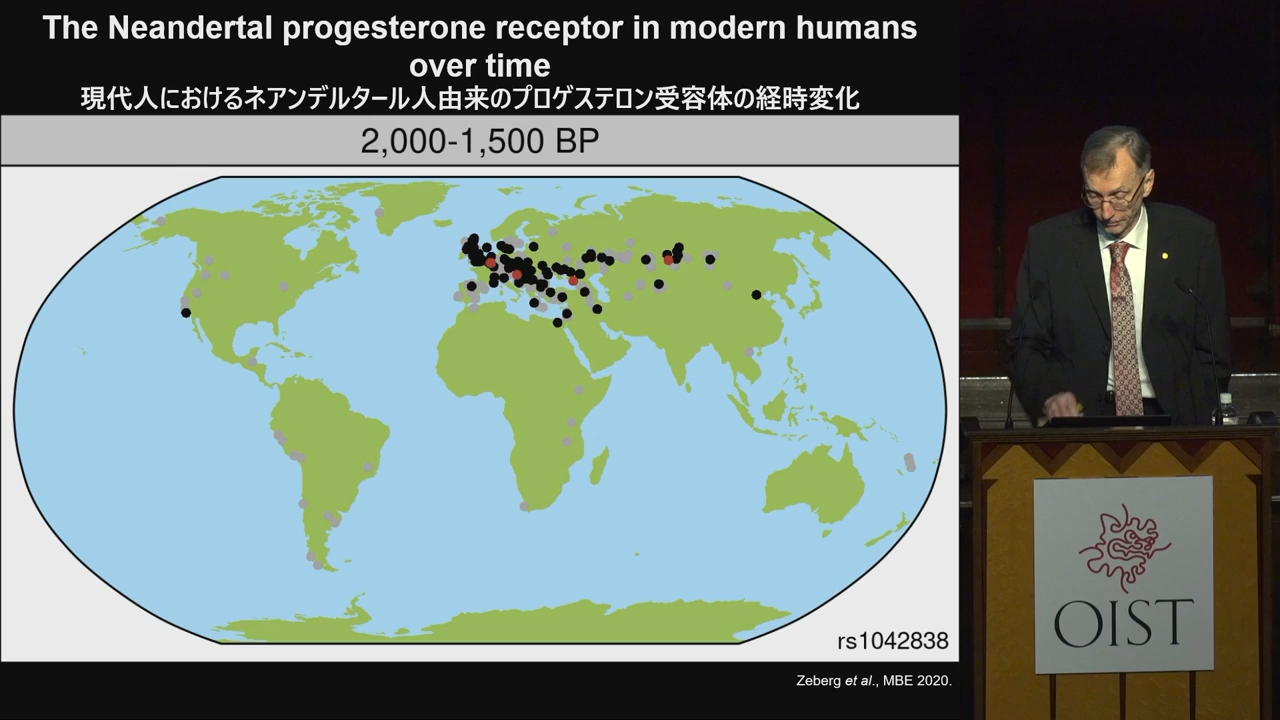 The Neandertal progesterone receptor in modern humans
over time
現代人におけるネアンデルタール人由来のプロゲステロン受容体の経時変化
2,000-1,500 BP
rs1042838
Zeberg et al., MBE 2020.
OIST